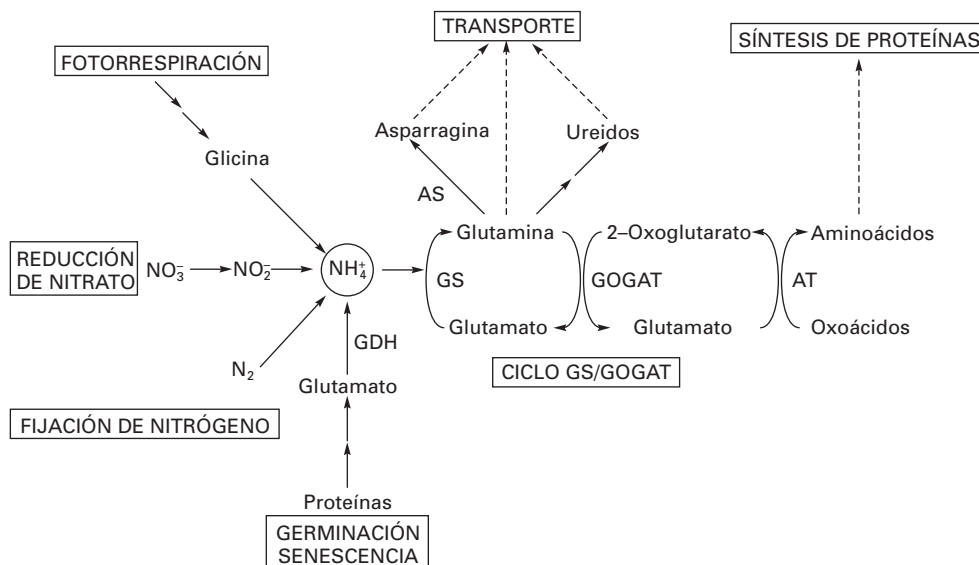 TRANSPORTE
FOTORRESPIRACIÓN
SÍNTESIS DE PROTEÍNAS
Asparragina
Ureidos
Glicina
AS
Glutamina
2–Oxoglutarato
Aminoácidos
REDUCCIÓN
DE NITRATO
NO₃⁻
NO₂⁻
NH₄⁺
GS
GOGAT
AT
Glutamato
Glutamato
Oxoácidos
GDH
N₂
Glutamato
CICLO GS/GOGAT
FIJACIÓN DE NITRÓGENO
Proteínas
GERMINACIÓN
SENESCENCIA